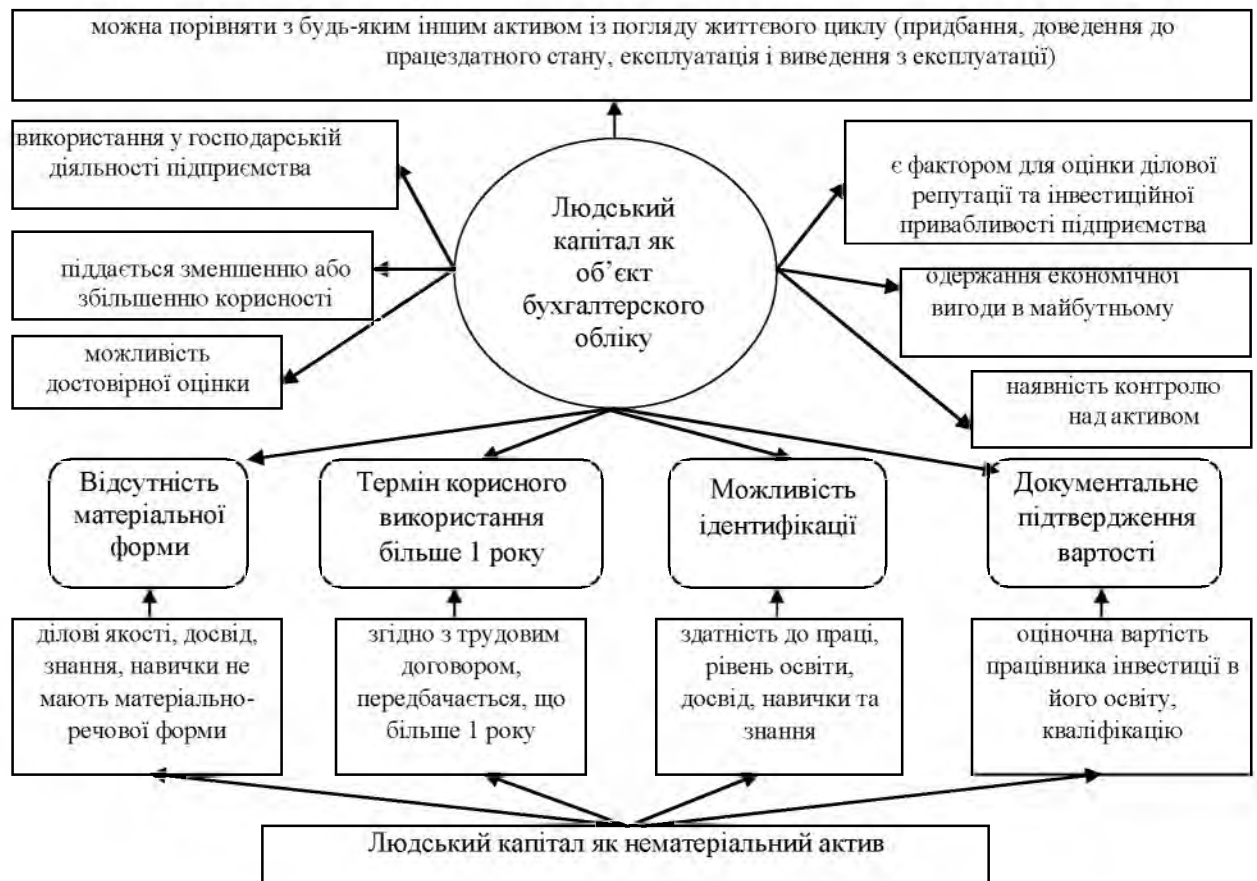 можна порівняти з будь-яким іншим активом із погляду життєвого циклу (придбання, доведення до
працездатного стану, експлуатація і виведення з експлуатації)
використання у господарській
діяльності підприємства
піддається зменшенню або
збільшенню корисності
можливість
достовірної оцінки
Людський
капітал як
об’єкт
бухгалтерского
обліку
є фактором для оцінки ділової
репутації та інвестиційної
привабливості підприємства
одержання економічної
вигоди в майбутньому
наявність контролю
над активом
Відсутність
матеріальної
форми
Термін корисного
використання
більше 1 року
Можливість
ідентифікації
Документальне
підтвердження
вартості
ділові якості, досвід,
знання, навички не
мають матеріально-
речової форми
згідно з трудовим
договором,
передбачається, що
більше 1 року
здатність до праці,
рівень освіти,
досвід, навички та
знання
оціночна вартість
працівника інвестиції в
його освіту,
кваліфікацію
Людський капітал як нематеріальний актив